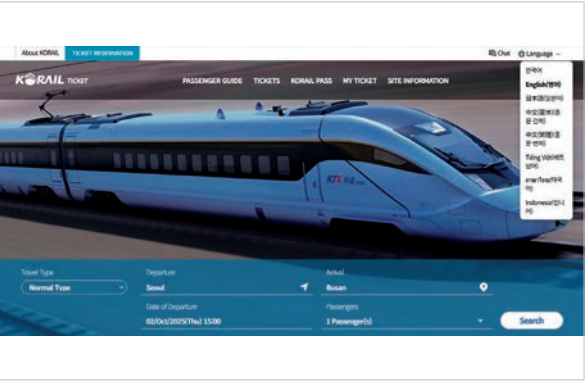 About KORAIL
TICKET RESERVATION
Chat
Language
KORAIL TICKET
PASSENGER GUIDE
TICKETS
KORAIL PASS
MY TICKET
SITE INFORMATION
한국어
English(영어)
日本語(일본어)
中文(简体)(중
문-간체)
中文(繁體)(중
문-번체)
Tiếng Việt(베트
남어)
ภาษาไทย(태국
어)
Indonesia(인니
어)
KTX
Travel Type
Normal Type
Departure
Seoul
Arrival
Busan
Date of Departure
02/Oct/2025(Thu) 15:00
Passengers
1 Passenger(s)
Search